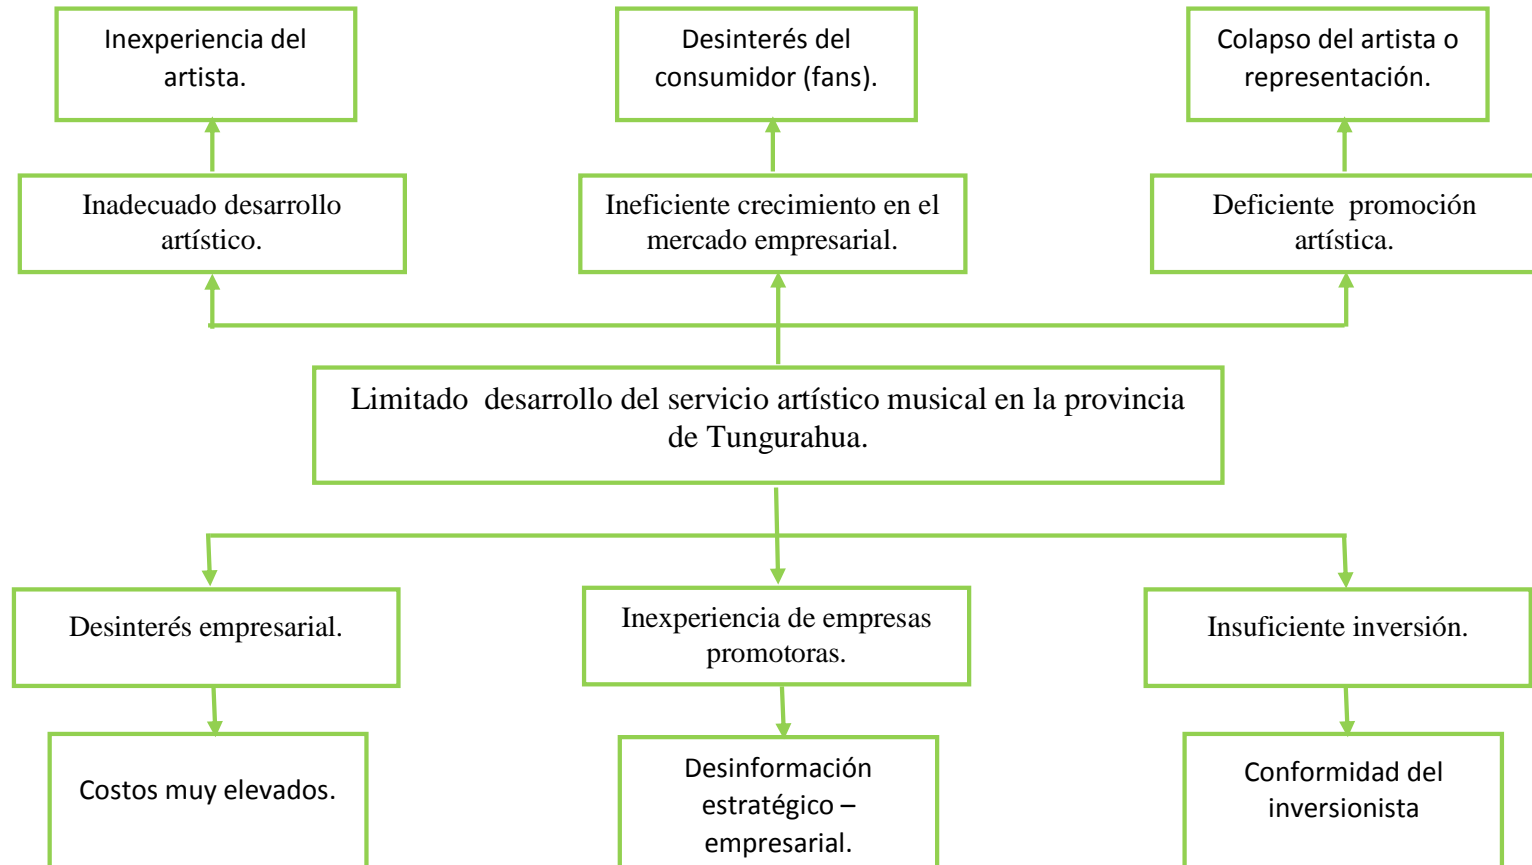 Inexperiencia del
artista.
Desinterés del
consumidor (fans).
Colapso del artista o
representación.
Inadecuado desarrollo
artístico.
Ineficiente crecimiento en el
mercado empresarial.
Deficiente  promoción
artística.
Limitado  desarrollo del servicio artístico musical en la provincia
de Tungurahua.
Desinterés empresarial.
Inexperiencia de empresas
promotoras.
Insuficiente inversión.
Costos muy elevados.
Desinformación
estratégico –
empresarial.
Conformidad del
inversionista